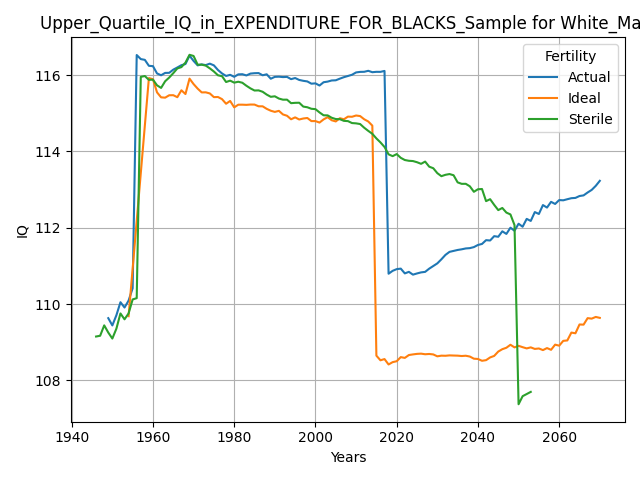 Upper_Quartile_IQ_in_EXPENDITURE_FOR_BLACKS_Sample for White_Ma
Fertility
Actual
Ideal
Sterile
116
114
112
110
108
IQ
1940 1960 1980 2000 2020 2040 2060
Years